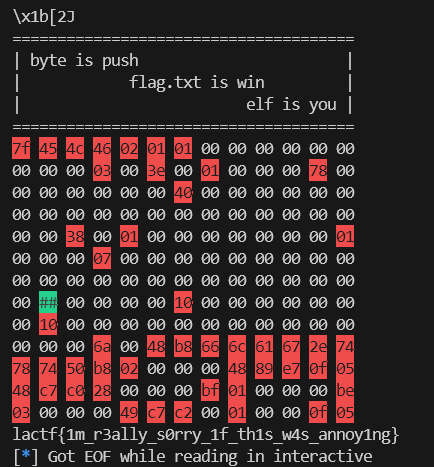 \x1b[2J
======================================
| byte is push                        |
|            flag.txt is win          |
|                         elf is you |
======================================
7f 45 4c 46 02 01 01 00 00 00 00 00 00
00 00 00 03 00 3e 00 01 00 00 00 78 00
00 00 00 00 00 00 40 00 00 00 00 00 00
00 00 00 00 00 00 00 00 00 00 00 00 00
00 00 38 00 01 00 00 00 00 00 00 00 01
00 00 00 07 00 00 00 00 00 00 00 00 00
00 00 00 00 00 00 00 00 00 00 00 00 00
00 ## 00 00 00 00 10 00 00 00 00 00 00
00 10 00 00 00 00 00 00 00 00 00 00 00
00 00 00 6a 00 48 b8 66 6c 61 67 2e 74
78 74 50 b8 02 00 00 00 48 89 e7 0f 05
48 c7 c0 28 00 00 00 bf 01 00 00 00 be
03 00 00 00 49 c7 c2 00 01 00 00 0f 05
lactf{1m_r3ally_s0rry_1f_th1s_w4s_annoy1ng}
[*] Got EOF while reading in interactive